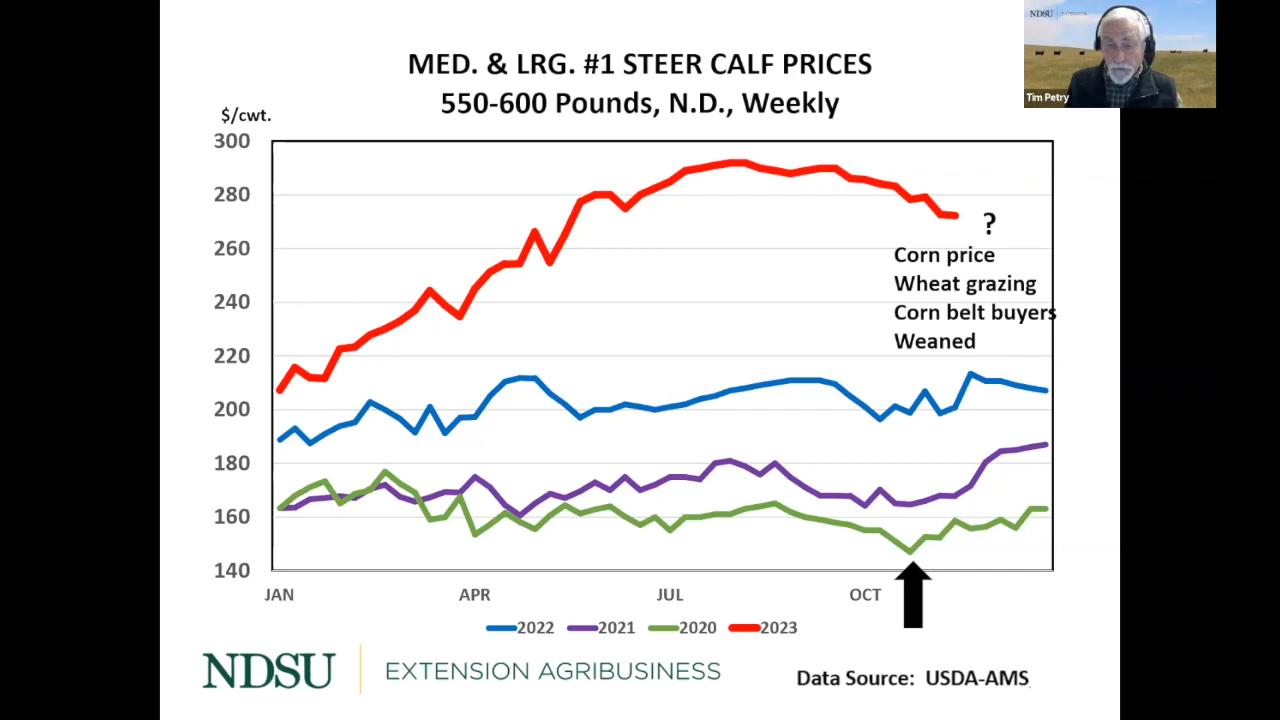 MED. & LRG. #1 STEER CALF PRICES
550-600 Pounds, N.D., Weekly
NDSU EXTENSION
Tim Petry
$/cwt.
300
280
260
240
220
200
180
160
140
?
Corn price
Wheat grazing
Corn belt buyers
Weaned
JAN APR JUL OCT
2022 2021 2020 2023
NDSU EXTENSION AGRIBUSINESS
Data Source: USDA-AMS